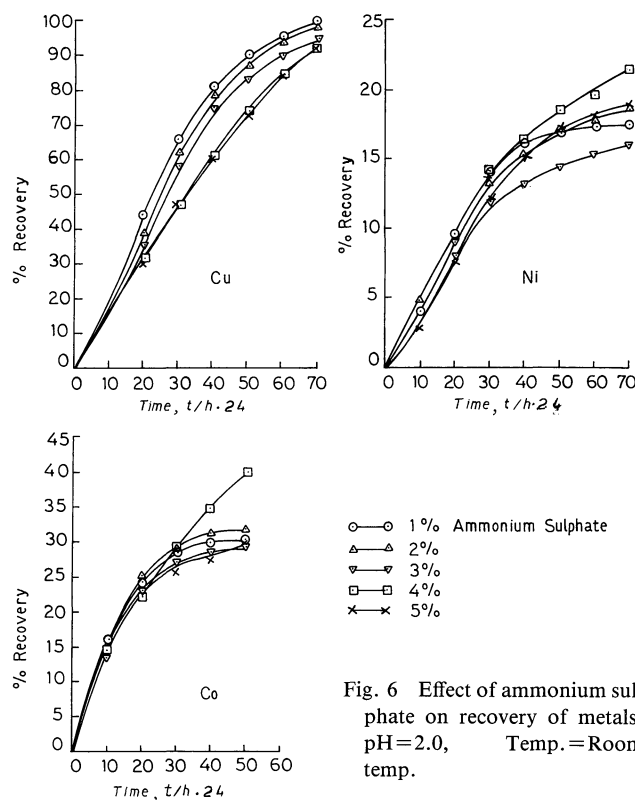 100
90
80
70
60
50
40
30
20
10
0
% Recovery
Cu
0 10 20 30 40 50 60 70
Time, t/h·24
25
20
15
10
5
0
% Recovery
Ni
0 10 20 30 40 50 60 70
Time, t/h·24
45
40
35
30
25
20
15
10
5
0
% Recovery
Co
0 10 20 30 40 50 60
Time, t/h·24
1% Ammonium Sulphate
2%
3%
4%
5%
Fig. 6 Effect of ammonium sul
phate on recovery of metals
pH=2.0, Temp.=Room
temp.